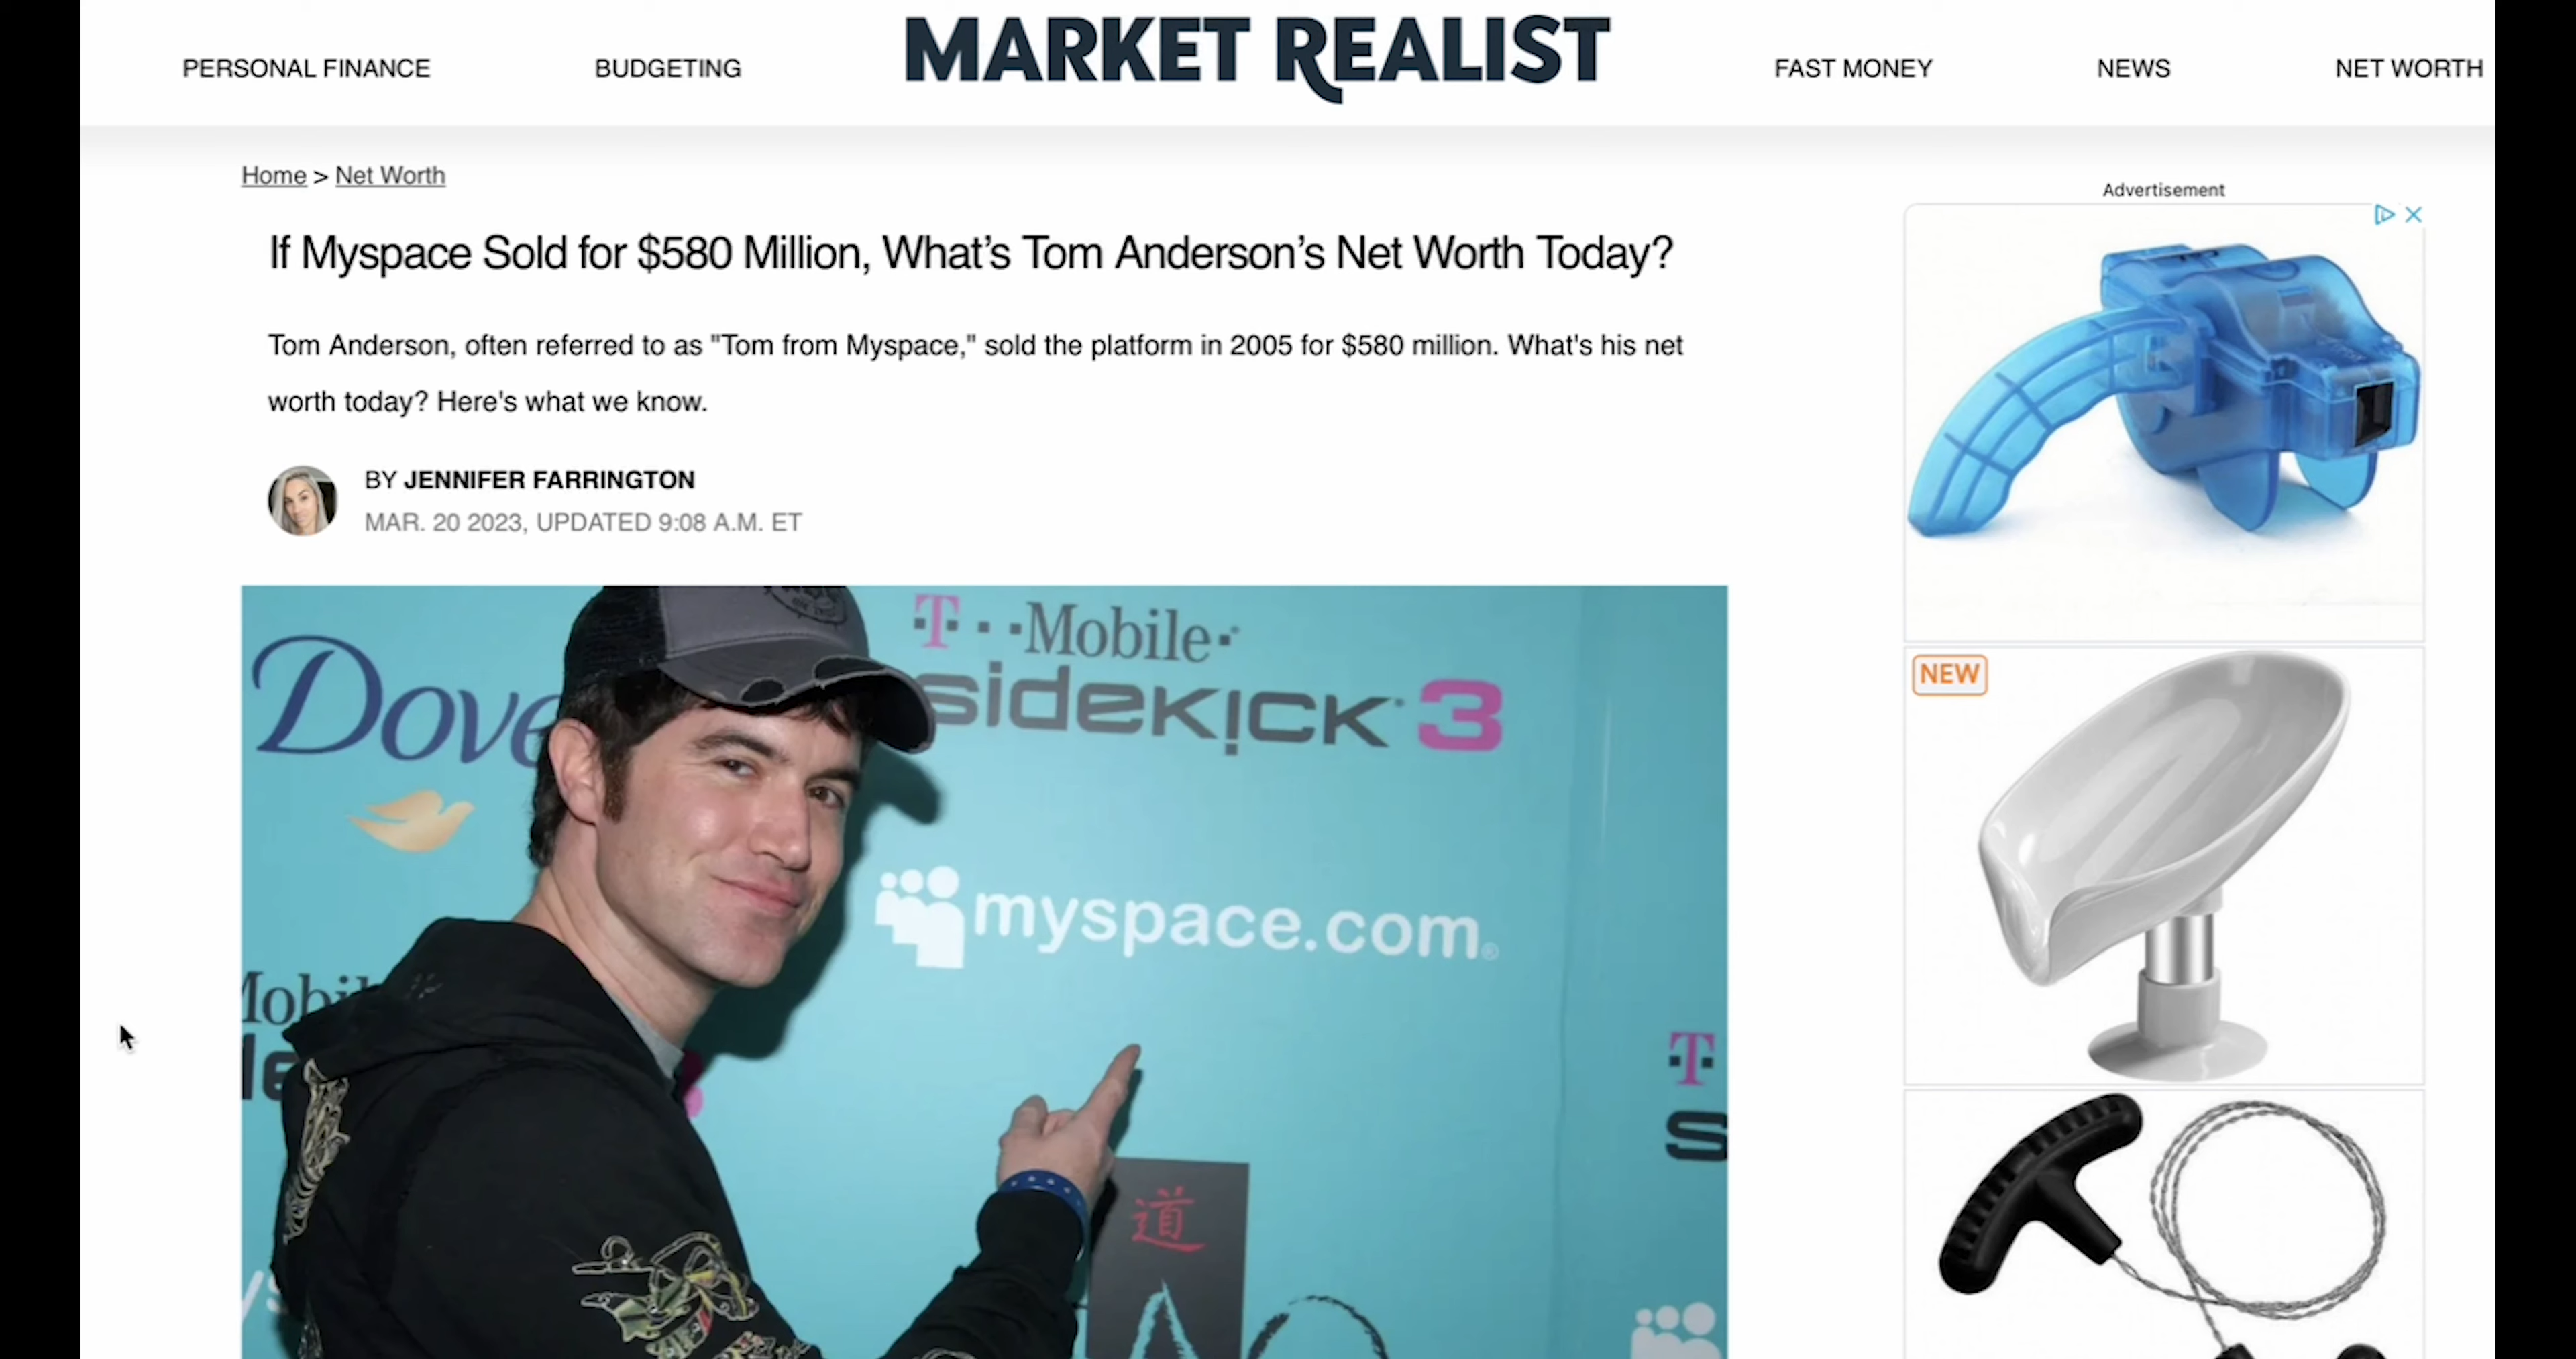 MARKET REALIST
PERSONAL FINANCE
BUDGETING
FAST MONEY
NEWS
NET WORTH
Home > Net Worth
If Myspace Sold for $580 Million, What's Tom Anderson's Net Worth Today?
Tom Anderson, often referred to as "Tom from Myspace," sold the platform in 2005 for $580 million. What's his net
worth today? Here's what we know.
BY JENNIFER FARRINGTON
MAR. 20 2023, UPDATED 9:08 A.M. ET
Advertisement
NEW
Dove
T··Mobile·
sidekick 3
myspace.com
Mobil
道
T
S